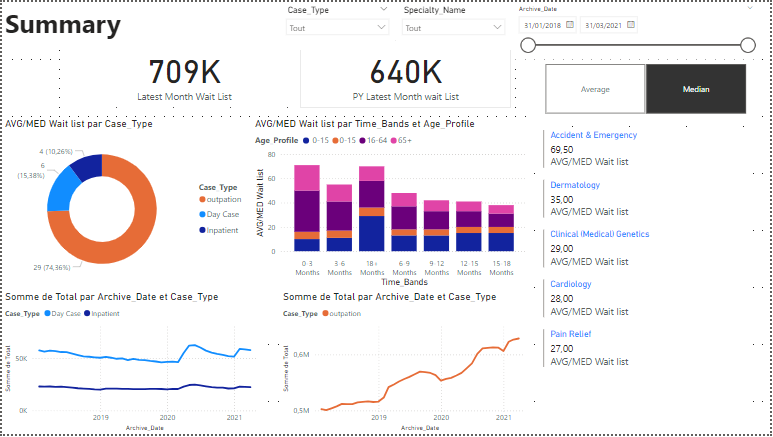 Summary
Case_Type
Tout
Specialty_Name
Tout
Archive_Date
31/01/2018
31/03/2021
709K
Latest Month Wait List
640K
PY Latest Month wait List
Average
Median
AVG/MED Wait list par Case_Type
4 (10,26%)
6
(15,38%)
29 (74,36%)
Case_Type
outpation
Day Case
Inpatient
AVG/MED Wait list par Time_Bands et Age_Profile
Age_Profile 0-15 0-15 16-64 65+
AVG/MED Wait list
80
60
40
20
0
0-3 Months
3-6 Months
18+ Months
6-9 Months
9-12 Months
12-15 Months
15-18 Months
Time_Bands
Accident & Emergency
69,50
AVG/MED Wait list
Dermatology
35,00
AVG/MED Wait list
Clinical (Medical) Genetics
29,00
AVG/MED Wait list
Cardiology
28,00
AVG/MED Wait list
Pain Relief
27,00
AVG/MED Wait list
Somme de Total par Archive_Date et Case_Type
Case_Type Day Case Inpatient
Somme de Total
50K
0K
2019 2020 2021
Archive_Date
Somme de Total par Archive_Date et Case_Type
Case_Type outpation
Somme de Total
0,6M
0,5M
2019 2020 2021
Archive_Date